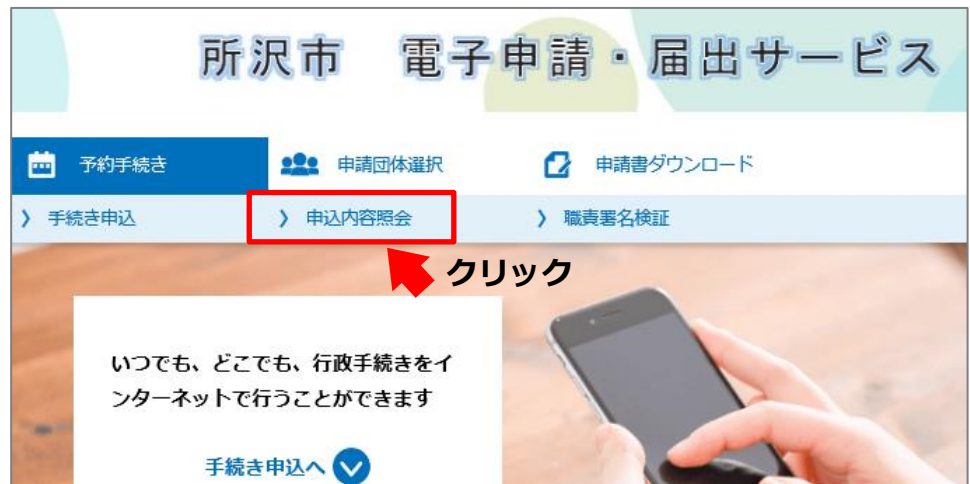 所沢市　電子申請・届出サービス
予約手続き　申請団体選択　申請書ダウンロード
> 手続き申込　> 申込内容照会　> 職責署名検証
クリック
いつでも、どこでも、行政手続きをイ
ンターネットで行うことができます
手続き申込へ